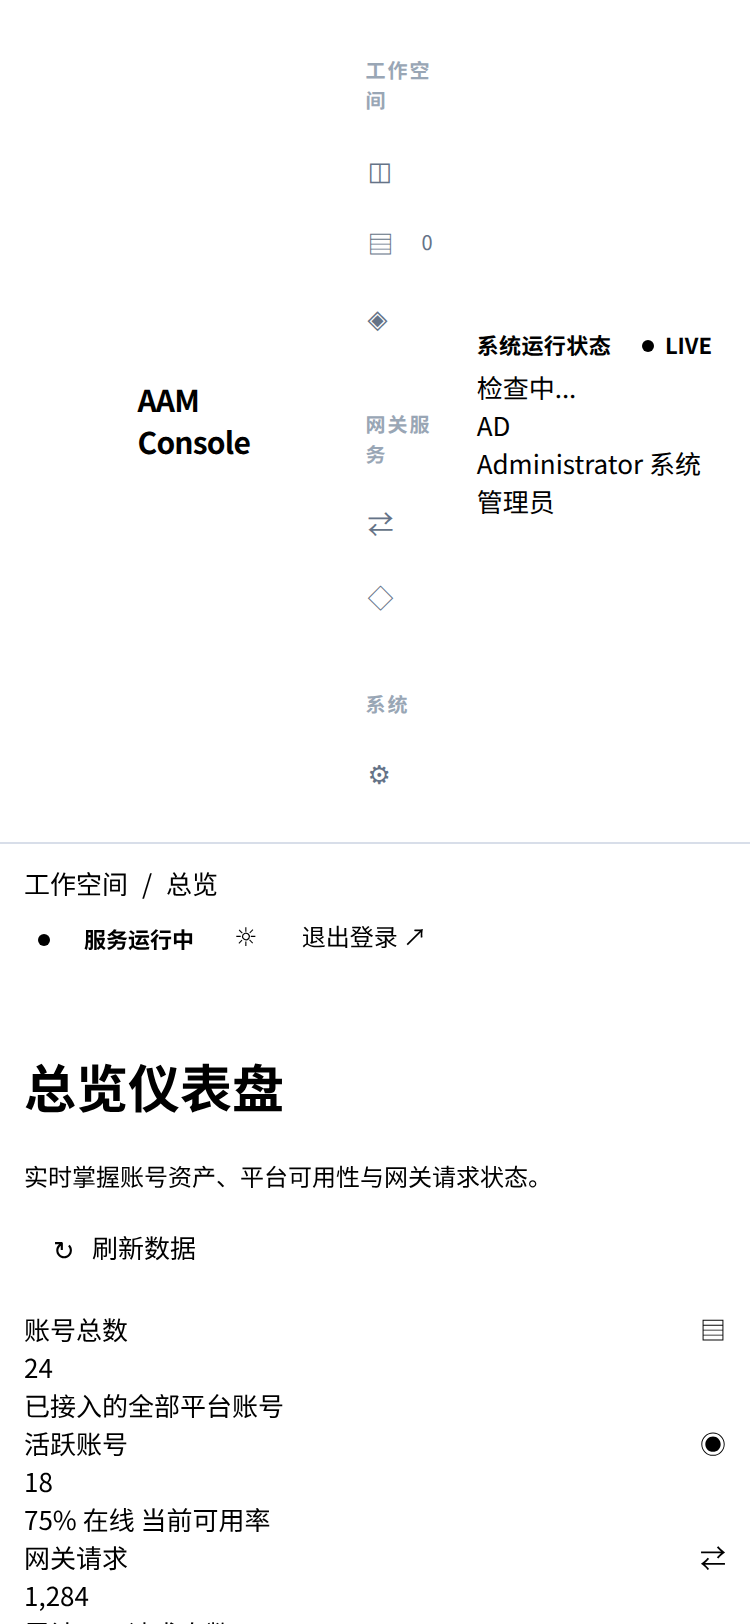 AAM
Console
工作空
间
0
网关服
务
系统
系统运行状态 ● LIVE
检查中...
AD
Administrator 系统
管理员
工作空间 / 总览
● 服务运行中 退出登录 ↗
总览仪表盘
实时掌握账号资产、平台可用性与网关请求状态。
↻ 刷新数据
账号总数
24
已接入的全部平台账号
活跃账号
18
75% 在线 当前可用率
网关请求
1,284